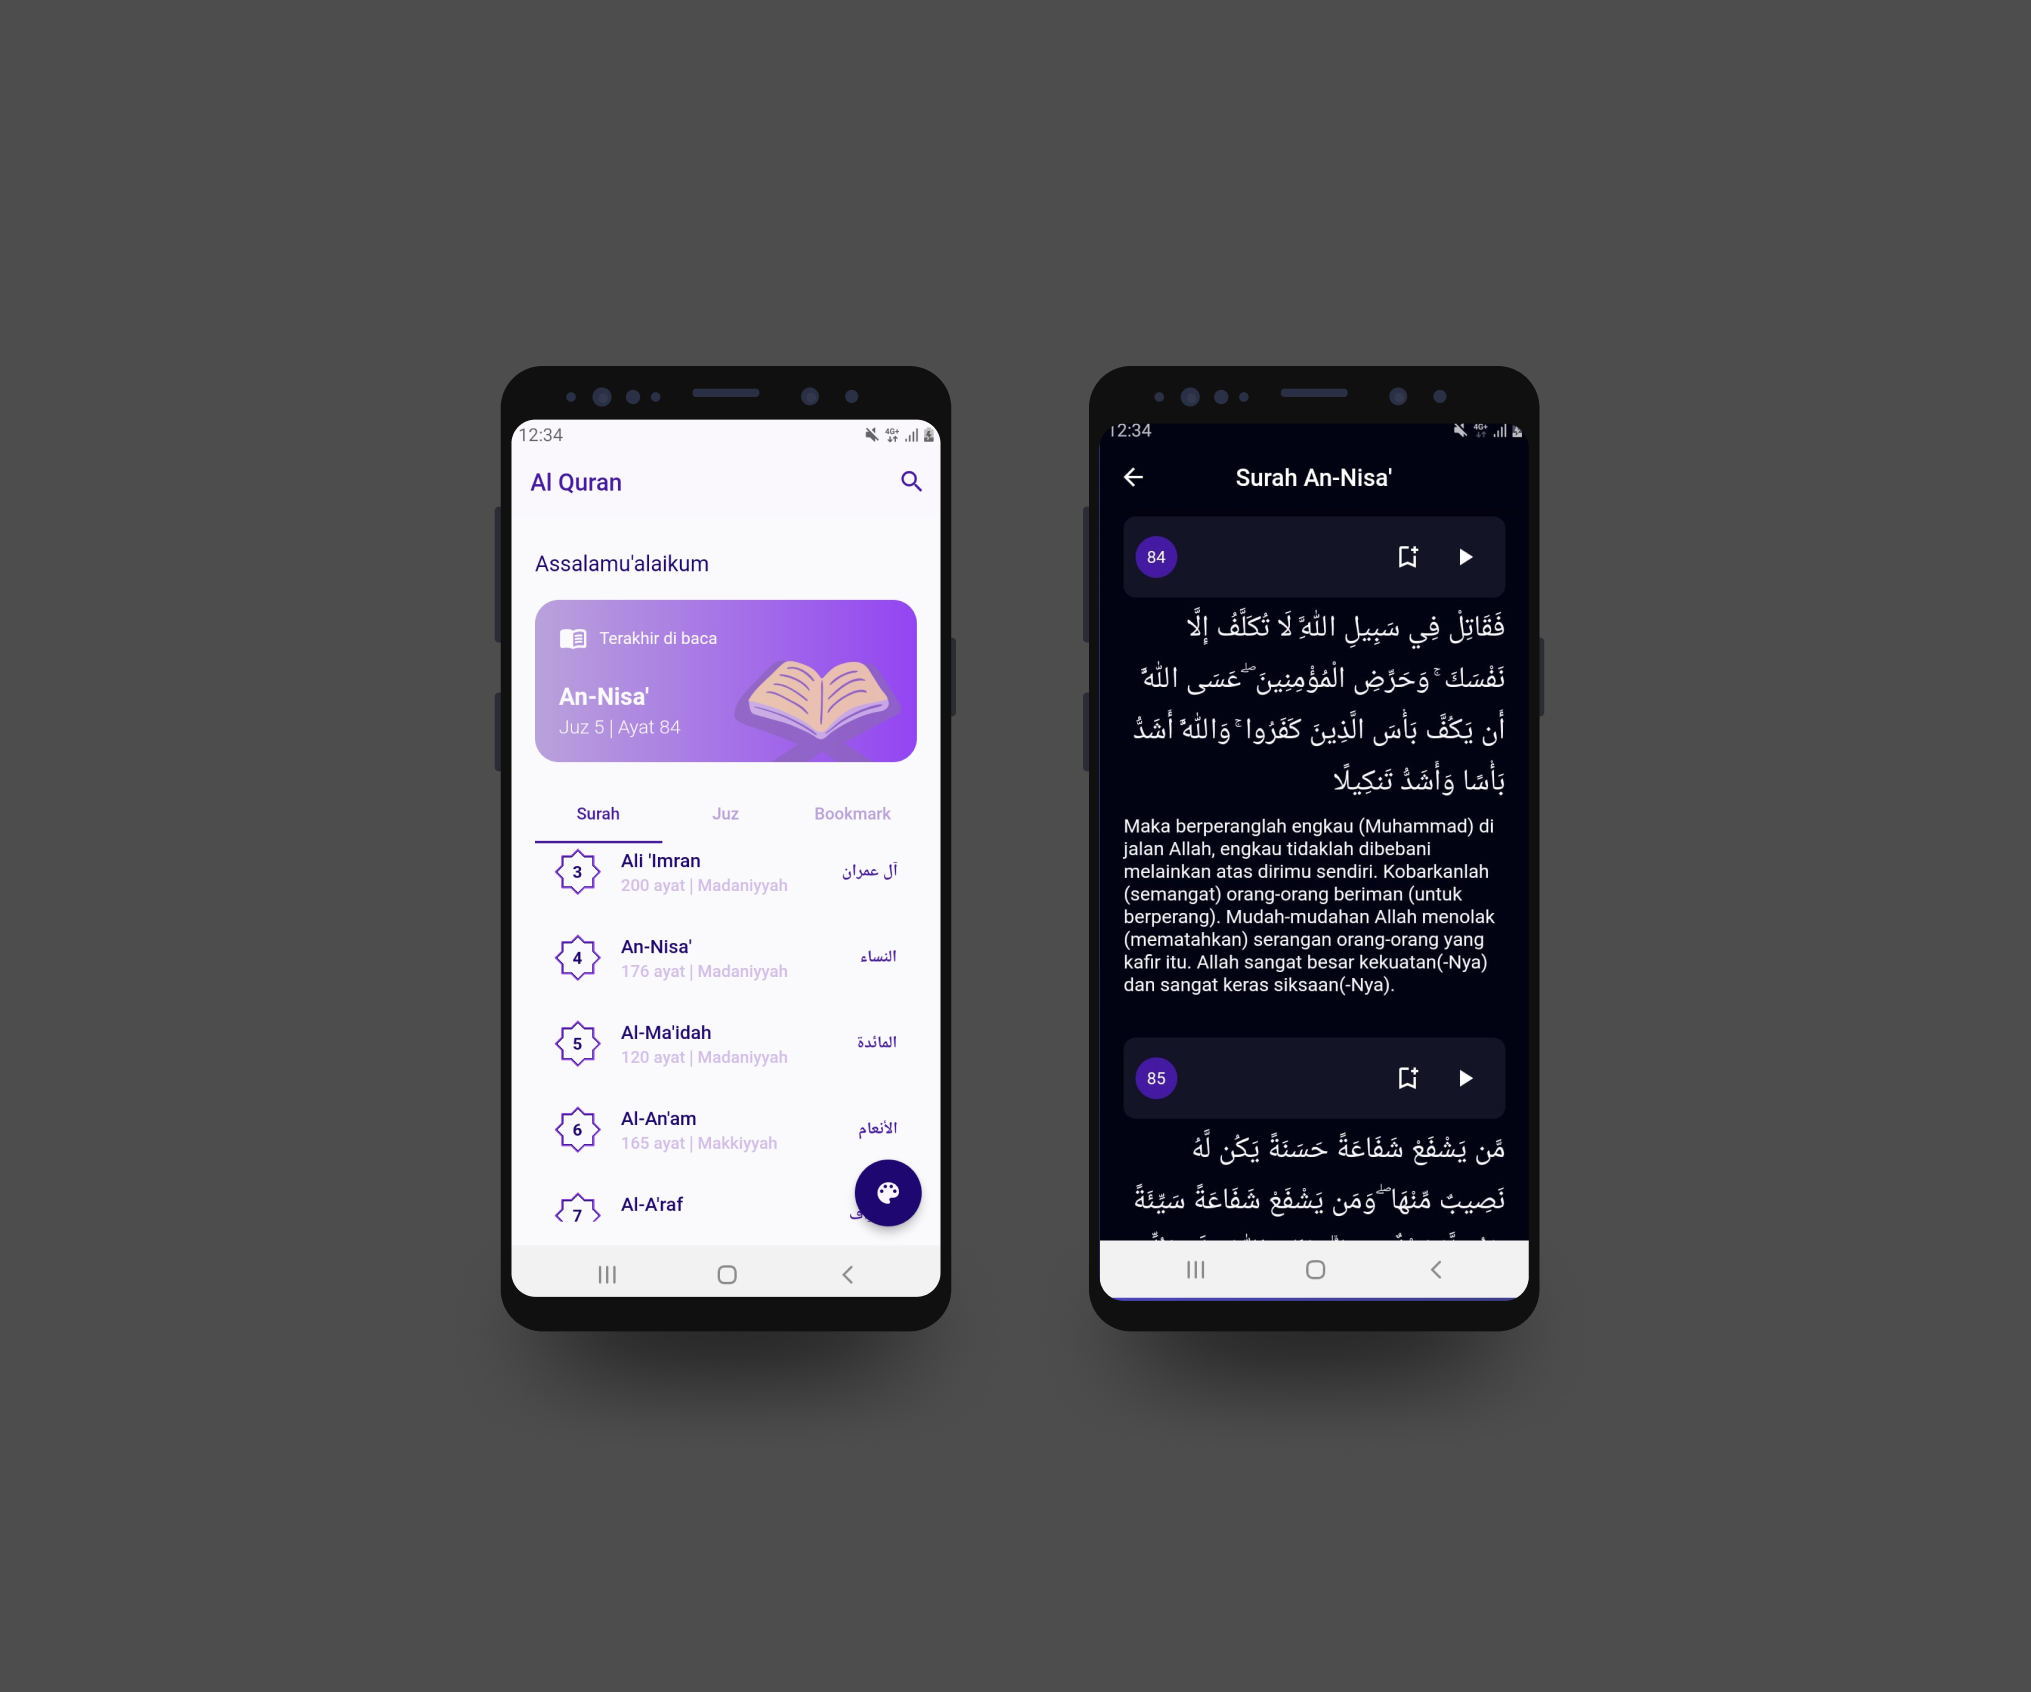 12:34
4G+
Al Quran
Assalamu'alaikum
Terakhir di baca
An-Nisa'
Juz 5 | Ayat 84
Surah
Juz
Bookmark
3
Ali 'Imran
200 ayat | Madaniyyah
آل عمران
4
An-Nisa'
176 ayat | Madaniyyah
النساء
5
Al-Ma'idah
120 ayat | Madaniyyah
المائدة
6
Al-An'am
165 ayat | Makkiyyah
الأنعام
7
Al-A'raf
12:34
4G+
Surah An-Nisa'
84
فَقَاتِلْ فِي سَبِيلِ اللَّهِ لَا تُكَلَّفُ إِلَّا
نَفْسَكَ ۚ وَحَرِّضِ الْمُؤْمِنِينَ ۖ عَسَى اللَّهُ
أَن يَكُفَّ بَأْسَ الَّذِينَ كَفَرُوا ۚ وَاللَّهُ أَشَدُّ
بَأْسًا وَأَشَدُّ تَنكِيلًا
Maka berperanglah engkau (Muhammad) di
jalan Allah, engkau tidaklah dibebani
melainkan atas dirimu sendiri. Kobarkanlah
(semangat) orang-orang beriman (untuk
berperang). Mudah-mudahan Allah menolak
(mematahkan) serangan orang-orang yang
kafir itu. Allah sangat besar kekuatan(-Nya)
dan sangat keras siksaan(-Nya).
85
مَّن يَشْفَعْ شَفَاعَةً حَسَنَةً يَكُن لَّهُ
نَصِيبٌ مِّنْهَا ۖ وَمَن يَشْفَعْ شَفَاعَةً سَيِّئَةً